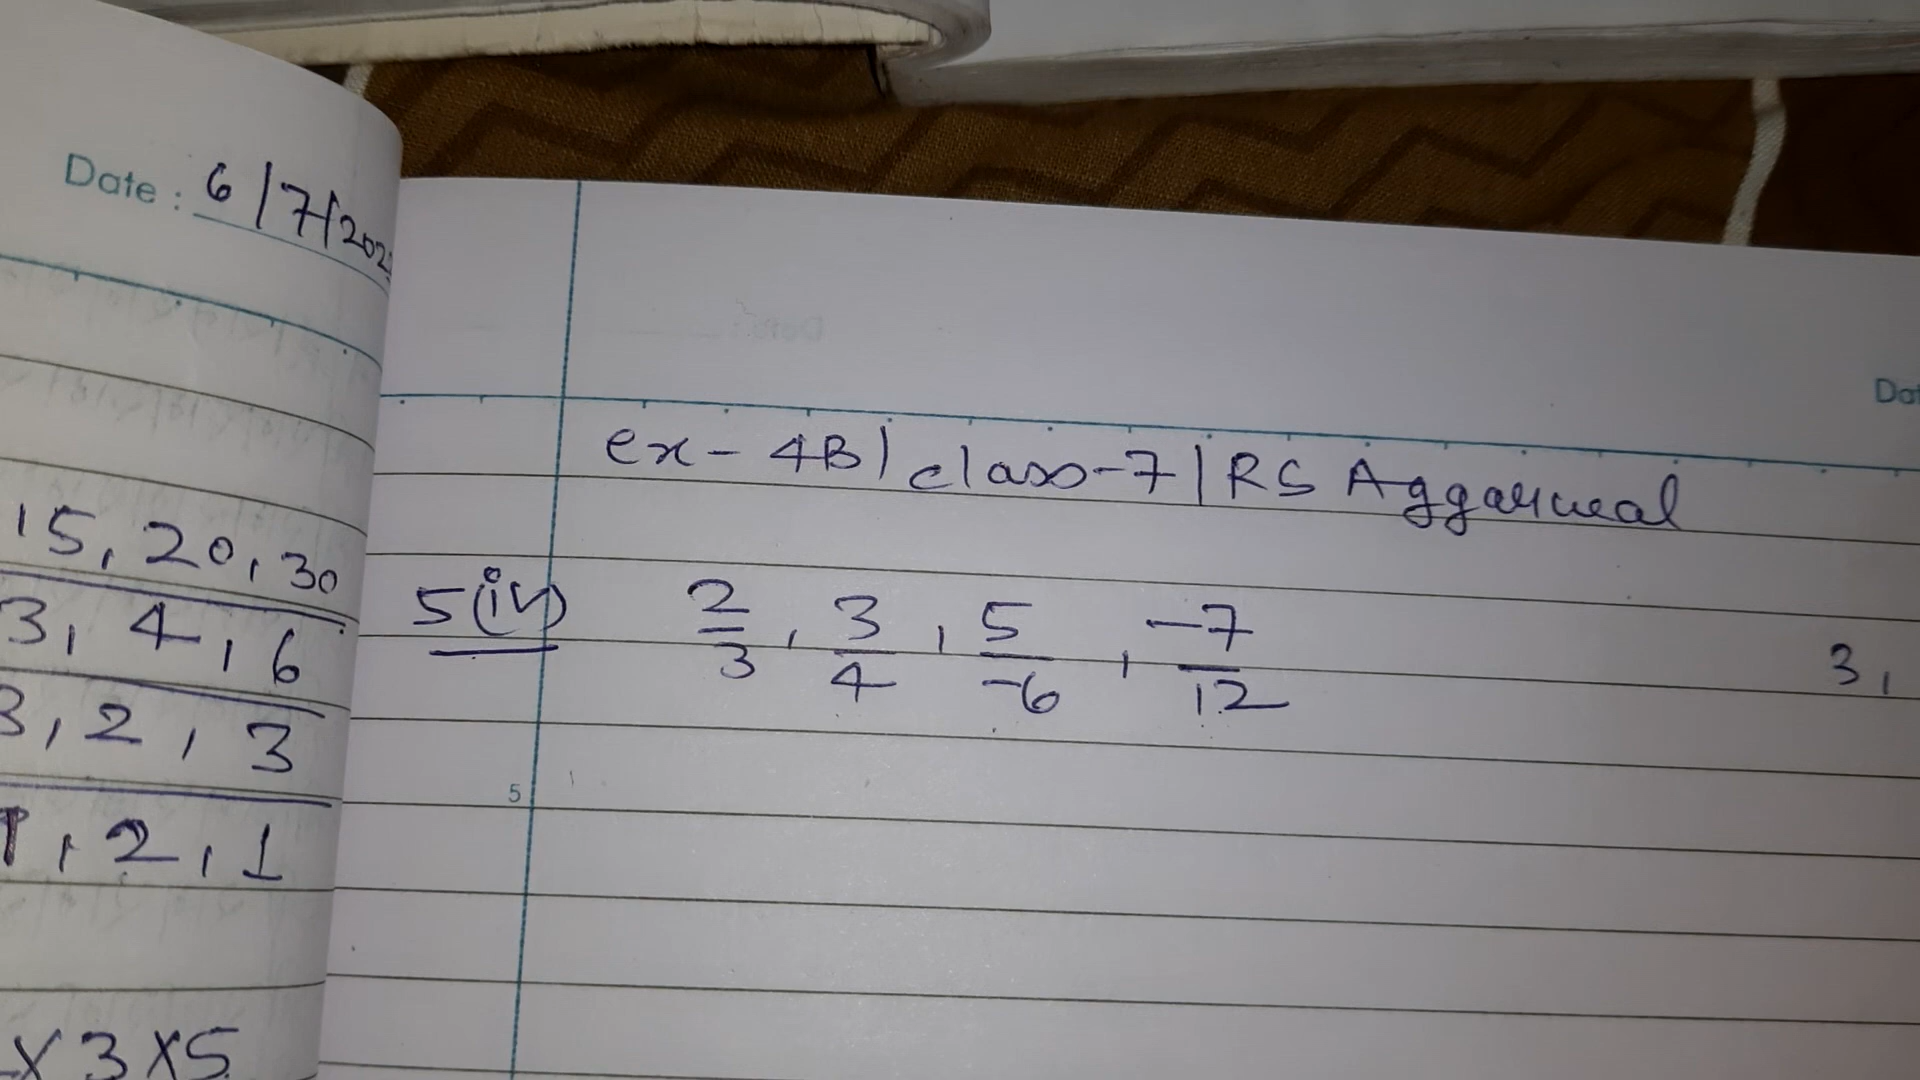 Date : 6/7/202
15, 20, 30
3, 4, 6
3, 2, 3
1, 2, 1
x 3 x 5
Dat
ex - 4B | class - 7 | RS Aggarwal
5(iv) 2/3, 3/4, 5/-6, -7/12
3,
5